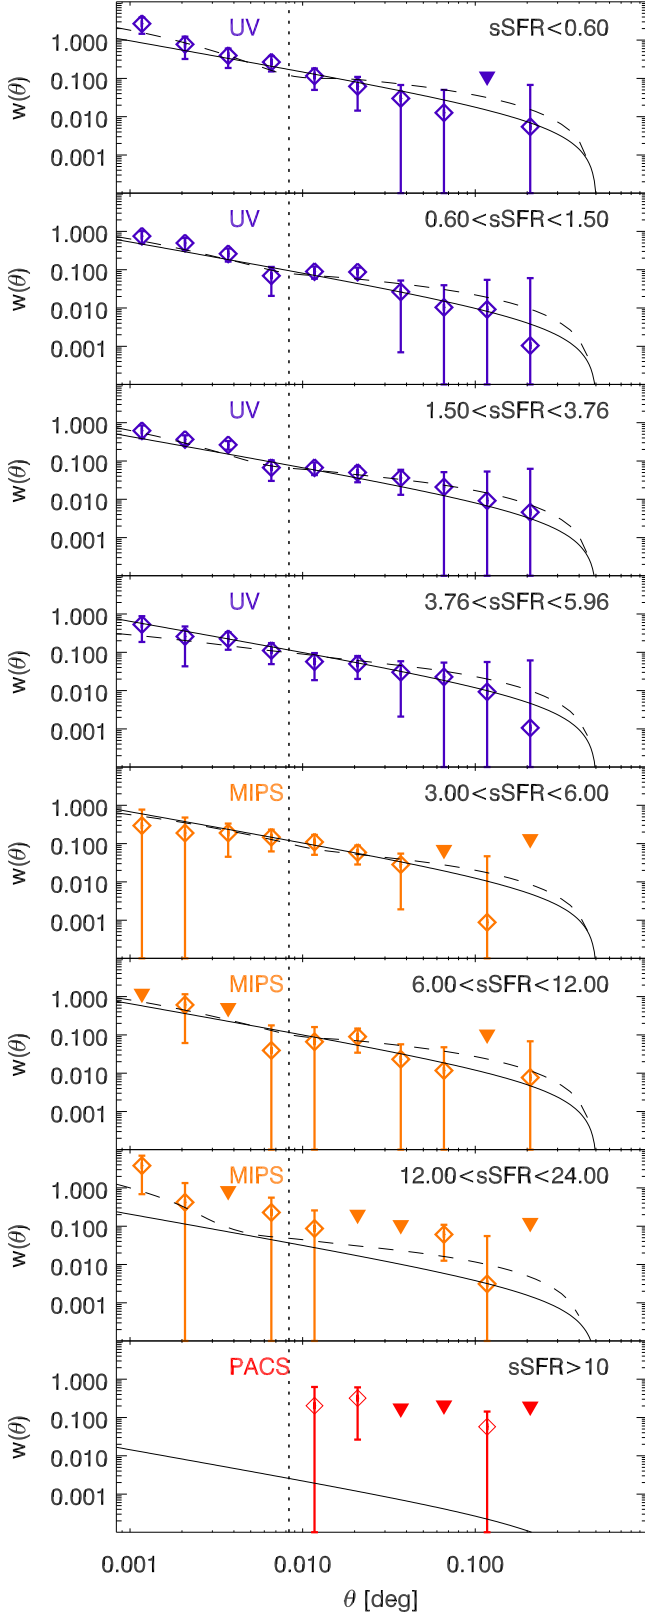 UV sSFR<0.60
1.000
0.100
0.010
0.001
w(θ)
UV 0.60<sSFR<1.50
1.000
0.100
0.010
0.001
w(θ)
UV 1.50<sSFR<3.76
1.000
0.100
0.010
0.001
w(θ)
UV 3.76<sSFR<5.96
1.000
0.100
0.010
0.001
w(θ)
MIPS 3.00<sSFR<6.00
1.000
0.100
0.010
0.001
w(θ)
MIPS 6.00<sSFR<12.00
1.000
0.100
0.010
0.001
w(θ)
MIPS 12.00<sSFR<24.00
1.000
0.100
0.010
0.001
w(θ)
PACS sSFR>10
1.000
0.100
0.010
0.001
w(θ)
0.001 0.010 0.100
θ [deg]